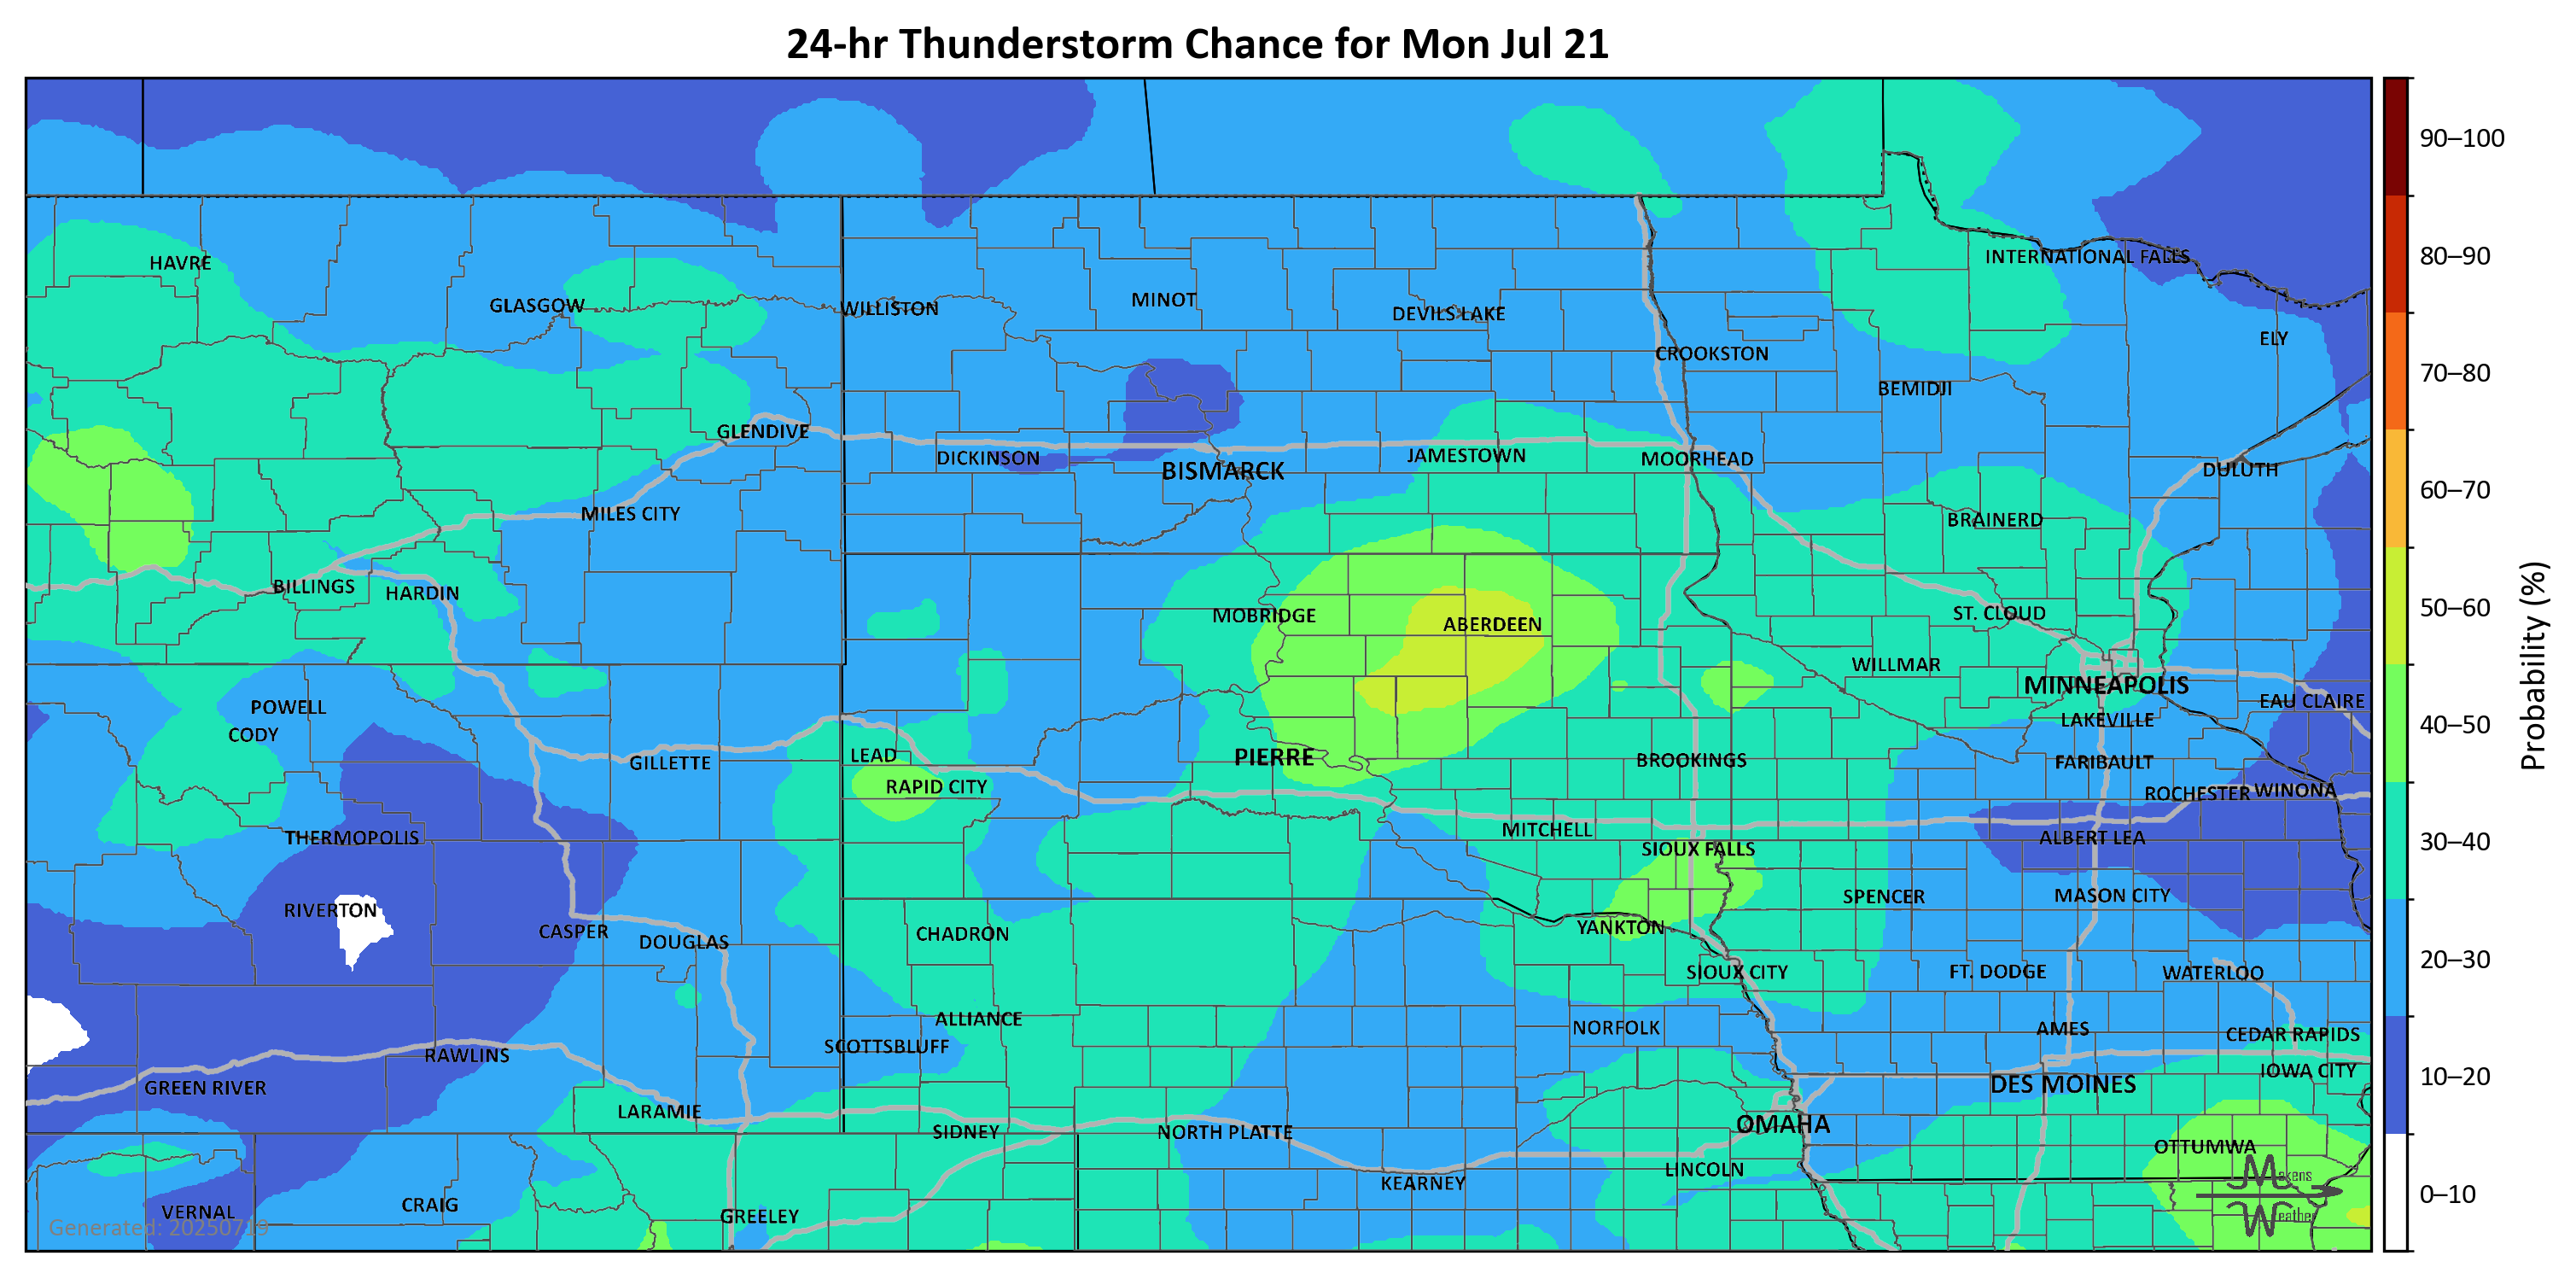 24-hr Thunderstorm Chance for Mon Jul 21
90–100
80–90
70–80
60–70
50–60
40–50
30–40
20–30
10–20
0–10
Probability (%)
HAVRE
INTERNATIONAL FALLS
GLASGOW
WILLISTON
MINOT
DEVILS LAKE
ELY
CROOKSTON
BEMIDJI
GLENDIVE
DICKINSON
BISMARCK
JAMESTOWN
MOORHEAD
DULUTH
MILES CITY
BRAINERD
BILLINGS
HARDIN
MOBRIDGE
ABERDEEN
ST. CLOUD
WILLMAR
MINNEAPOLIS
POWELL
EAU CLAIRE
CODY
LAKEVILLE
GILLETTE
LEAD
PIERRE
BROOKINGS
FARIBAULT
RAPID CITY
ROCHESTER
WINONA
THERMOPOLIS
MITCHELL
ALBERT LEA
SIOUX FALLS
RIVERTON
SPENCER
MASON CITY
CASPER
DOUGLAS
CHADRON
YANKTON
SIOUX CITY
FT. DODGE
WATERLOO
ALLIANCE
NORFOLK
AMES
CEDAR RAPIDS
RAWLINS
SCOTTSBLUFF
GREEN RIVER
DES MOINES
IOWA CITY
LARAMIE
SIDNEY
NORTH PLATTE
OMAHA
OTTUMWA
LINCOLN
KEARNEY
VERNAL
CRAIG
GREELEY
Makens
Weather
Generated: 20250719